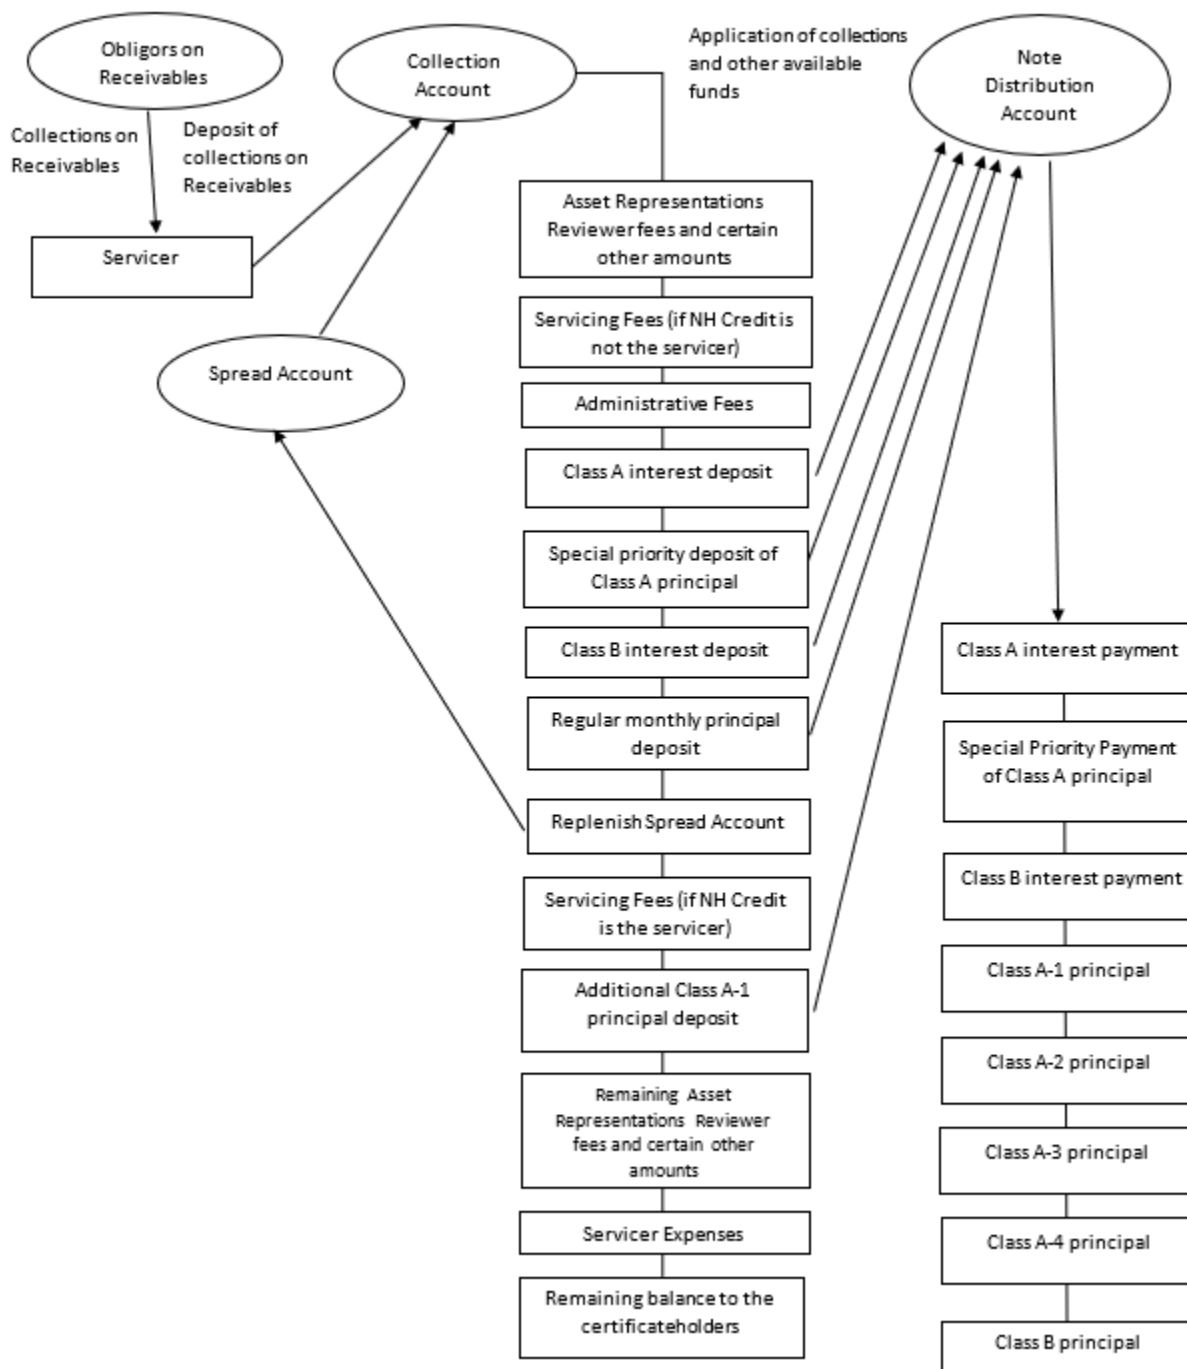 Obligors on
Receivables
Collections on
Receivables
Deposit of
collections on
Receivables
Servicer
Collection
Account
Spread Account
Application of collections
and other available
funds
Note
Distribution
Account
Asset Representations
Reviewer fees and certain
other amounts
Servicing Fees (if NH Credit is
not the servicer)
Administrative Fees
Class A interest deposit
Special priority deposit of
Class A principal
Class B interest deposit
Regular monthly principal
deposit
Replenish Spread Account
Servicing Fees (if NH Credit
is the servicer)
Additional Class A-1
principal deposit
Remaining Asset
Representations Reviewer
fees and certain other
amounts
Servicer Expenses
Remaining balance to the
certificateholders
Class A interest payment
Special Priority Payment
of Class A principal
Class B interest payment
Class A-1 principal
Class A-2 principal
Class A-3 principal
Class A-4 principal
Class B principal